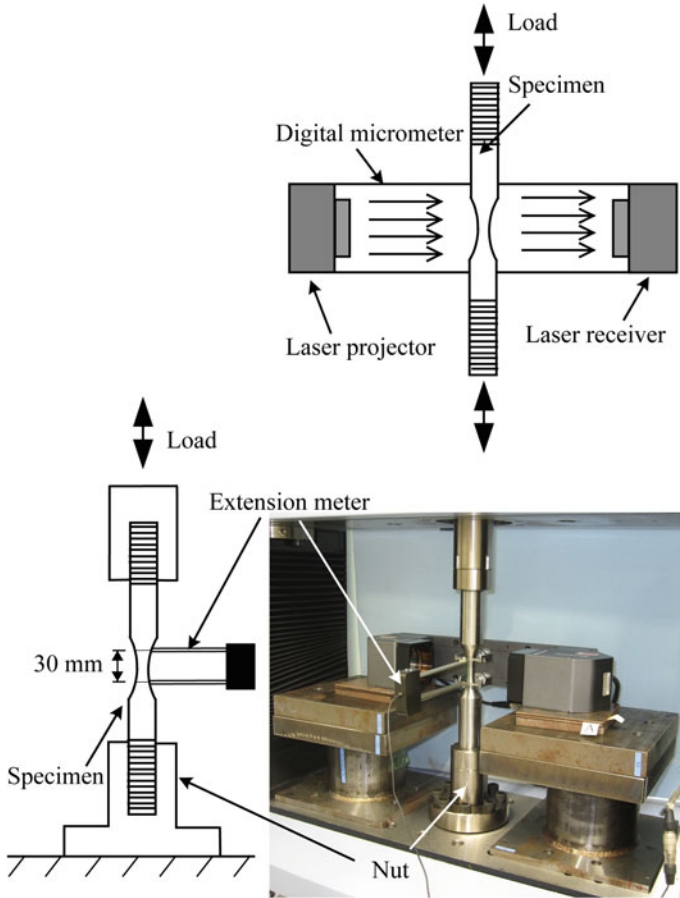 Load
Specimen
Digital micrometer
Laser projector
Laser receiver
Load
Extension meter
30 mm
Specimen
Nut
A